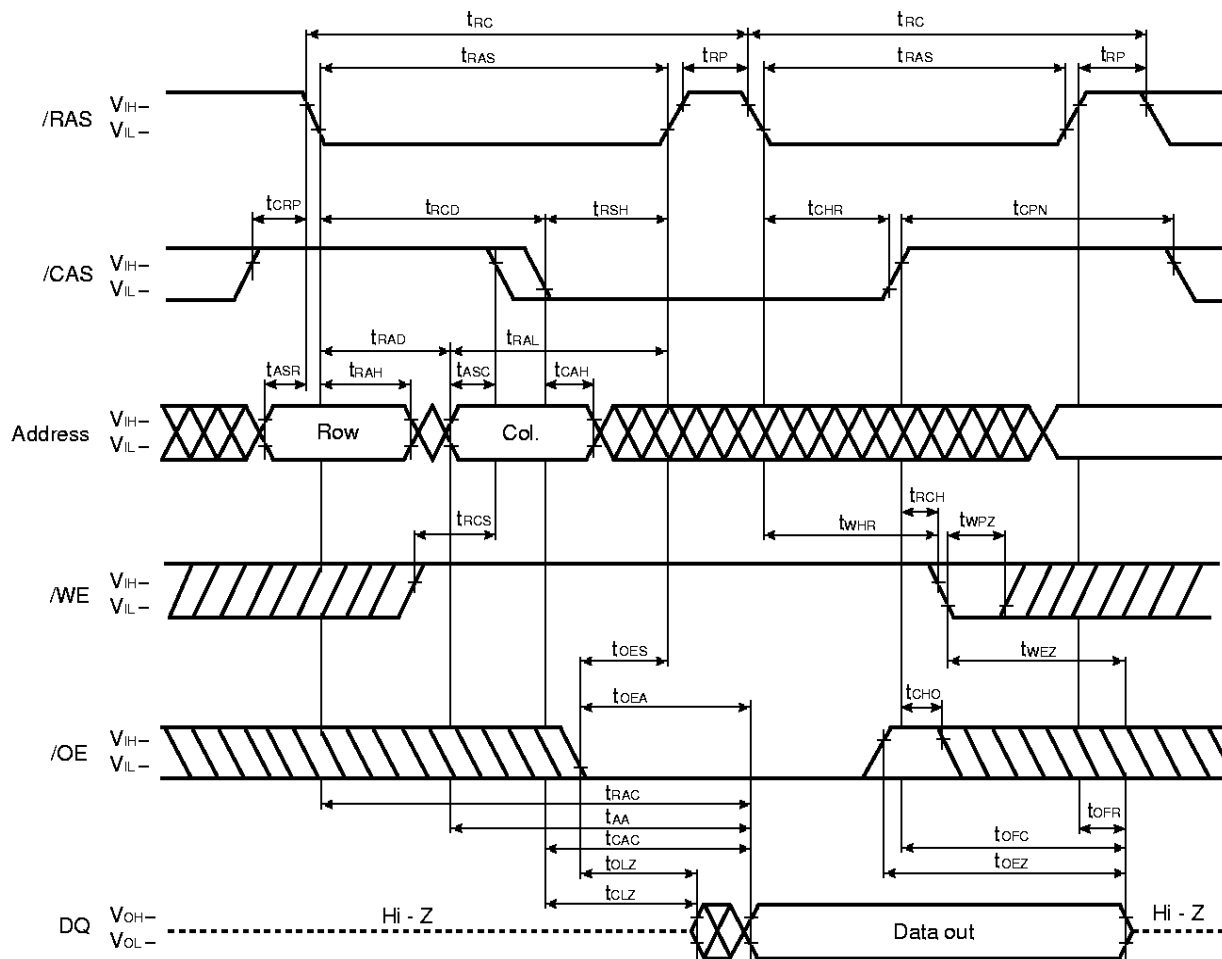 tRC tRC
tRAS tRP tRAS tRP
/RAS VIH–
VIL–
tCRP tRCD tRSH tCHR tCPN
/CAS VIH–
VIL–
tRAD tRAL
tASR tRAH tASC tCAH
Address VIH–
VIL–
Row Col.
tRCH
tRCS tWHR tWPZ
/WE VIH–
VIL–
tOES tWEZ
tOEA tCHO
/OE VIH–
VIL–
tRAC
tAA tOFR
tCAC tOFC
tOLZ tOEZ
tCLZ
DQ VOH–
VOL–
Hi - Z Data out Hi - Z